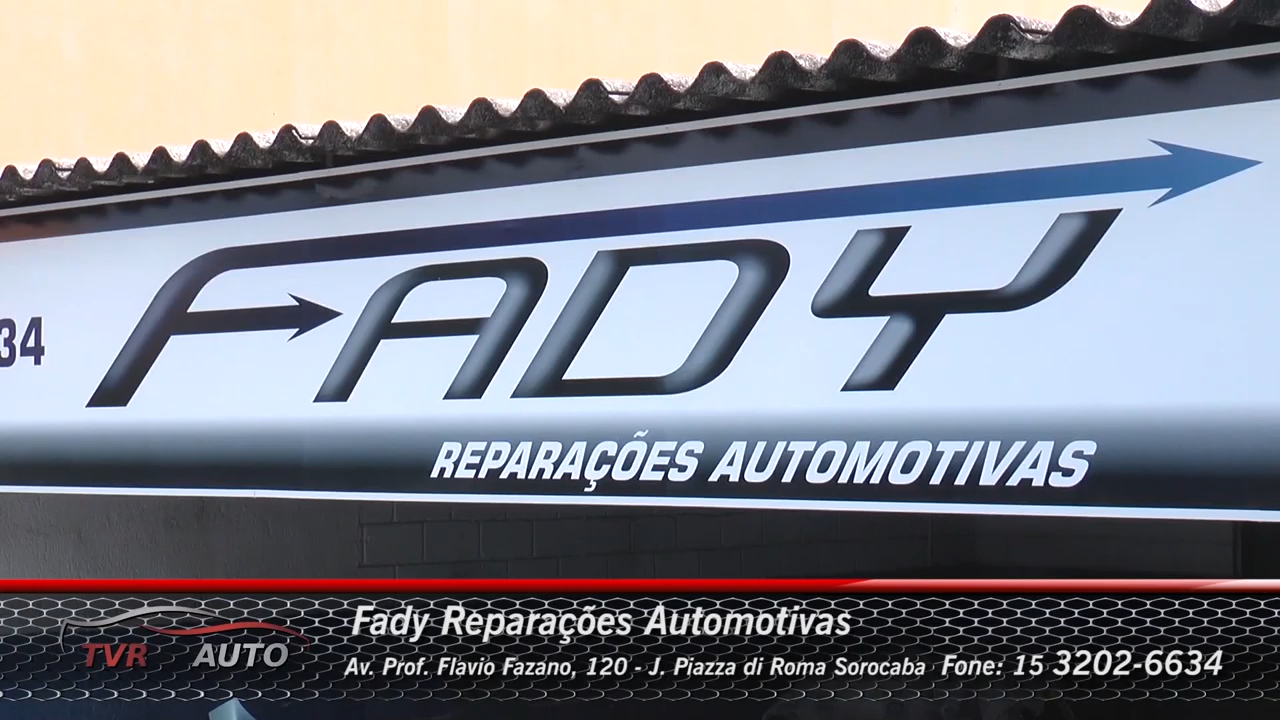 34
FADY
REPARAÇÕES AUTOMOTIVAS
Fady Reparações Automotivas
TVR AUTO
Av. Prof. Flavio Fazano, 120 - J. Piazza di Roma Sorocaba Fone: 15 3202-6634